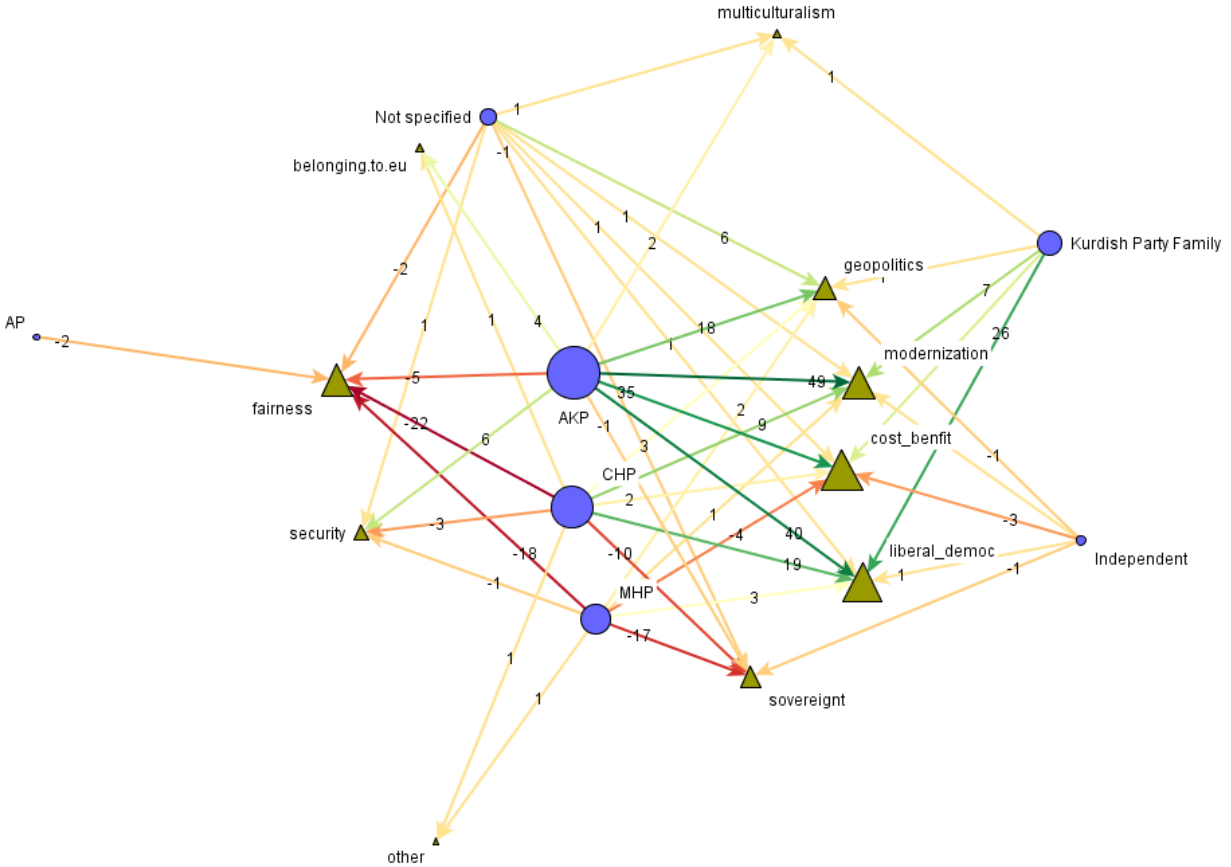 multiculturalism
1
Not specified
1
-1
belonging.to.eu
1
1
2
6
Kurdish Party Family
geopolitics
-2
7
AP
-2
1
1
4
18
1
26
modernization
-5
49
35
fairness
AKP
-22
-1
2
9
cost_benfit
6
3
CHP
-1
2
1
-3
security
-3
-4
40
-18
-10
19
liberal_democ
1
Independent
-1
-1
MHP
3
-17
1
sovereignt
1
other